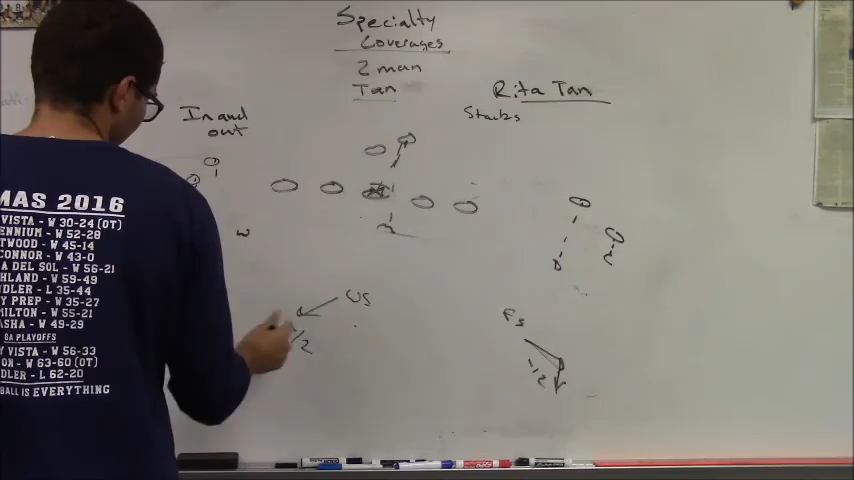 Specialty
Coverages
2 man
Tan
Rita Tan
Stacks
In and
out
W
US
1/2
FS
1/2
MAS 2016
VISTA - W 30-24 (OT)
ENNIUM - W 52-28
TWOOD - W 45-14
CONNOR - W 43-0
A DEL SOL - W 56-21
HLAND - W 59-49
NDLER - L 35-44
Y PREP - W 35-27
MILTON - W 55-21
ASHA - W 49-29
8A PLAYOFFS
Y VISTA - W 56-33
ON - W 63-60 (OT)
DLER - L 62-20
BALL IS EVERYTHING